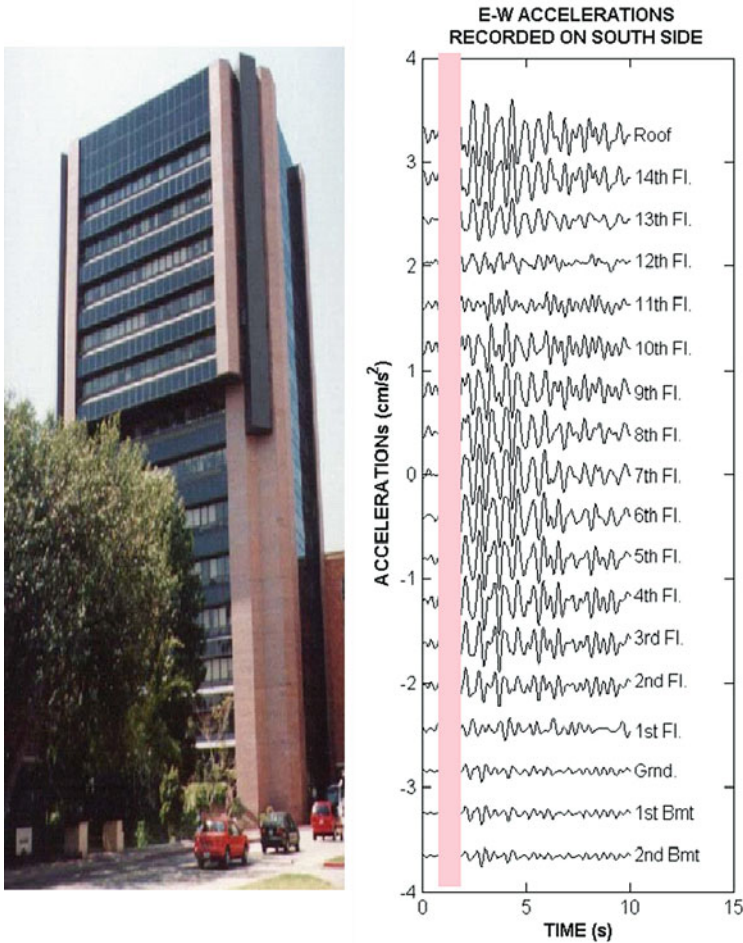 E-W ACCELERATIONS
RECORDED ON SOUTH SIDE
ACCELERATIONs (cm/s²)
4
3
2
1
0
-1
-2
-3
-4
Roof
14th Fl.
13th Fl.
12th Fl.
11th Fl.
10th Fl.
9th Fl.
8th Fl.
7th Fl.
6th Fl.
5th Fl.
4th Fl.
3rd Fl.
2nd Fl.
1st Fl.
Grnd.
1st Bmt
2nd Bmt
0 5 10 15
TIME (s)